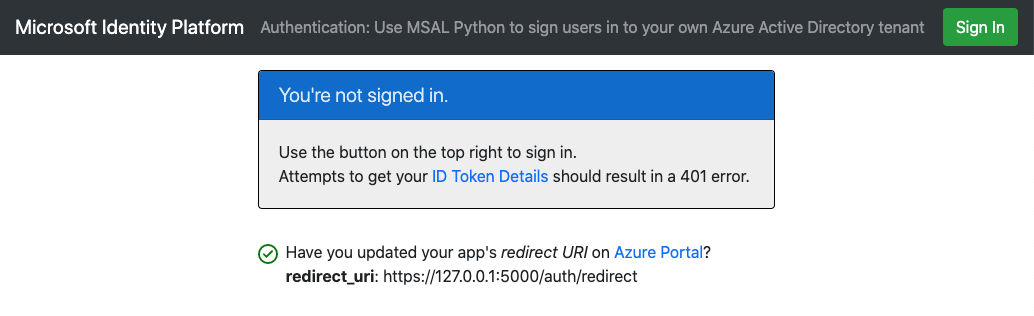 Microsoft Identity Platform Authentication: Use MSAL Python to sign users in to your own Azure Active Directory tenant Sign In
You're not signed in.
Use the button on the top right to sign in.
Attempts to get your ID Token Details should result in a 401 error.
Have you updated your app's redirect URI on Azure Portal?
redirect_uri: https://127.0.0.1:5000/auth/redirect